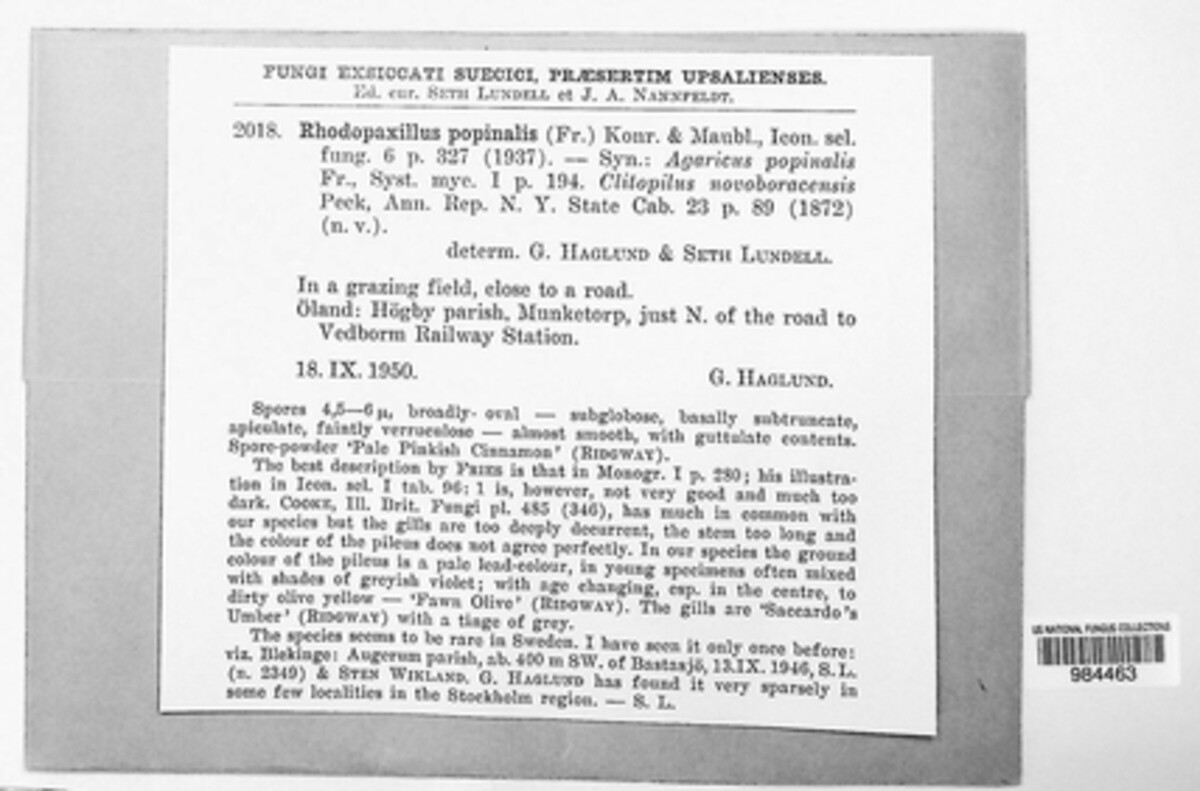 FUNGI EXSICCATI SUECICI, PRÆSERTIM UPSALIENSES.
Ed. cur. SETH LUNDELL et J. A. NANNFELDT.
2018. Rhodopaxillus popinalis (Fr.) Konr. & Maubl., Icon. sel.
fung. 6 p. 327 (1937). — Syn.: Agaricus popinalis
Fr., Syst. myc. I p. 194. Clitopilus novoboracensis
Peck, Ann. Rep. N. Y. State Cab. 23 p. 89 (1872)
(n. v.).
determ. G. HAGLUND & SETH LUNDELL.
In a grazing field, close to a road.
Öland: Högby parish, Munketorp, just N. of the road to
Vedborm Railway Station.
18. IX. 1950.
G. HAGLUND.
Spores 4,5—6 µ, broadly- oval — subglobose, basally subtruncate,
apiculate, faintly verruculose — almost smooth, with guttulate contents.
Spore-powder 'Pale Pinkish Cinnamon' (RIDGWAY).
The best description by FRIES is that in Monogr. I p. 280; his illustra-
tion in Icon. sel. I tab. 96: 1 is, however, not very good and much too
dark. COOKE, Ill. Brit. Fungi pl. 485 (346), has much in common with
our species but the gills are too deeply decurrent, the stem too long and
the colour of the pileus does not agree perfectly. In our species the ground
colour of the pileus is a pale lead-colour, in young specimens often mixed
with shades of greyish violet; with age changing, esp. in the centre, to
dirty olive yellow — 'Fawn Olive' (RIDGWAY). The gills are 'Saccardo's
Umber' (RIDGWAY) with a tinge of grey.
The species seems to be rare in Sweden. I have seen it only once before:
viz. Blekinge: Augerum parish, ab. 400 m SW. of Bastasjö, 13.IX. 1946, S. L.
(n. 2349) & STEN WIKLAND. G. HAGLUND has found it very sparsely in
some few localities in the Stockholm region. — S. L.
US NATIONAL FUNGUS COLLECTIONS
984463